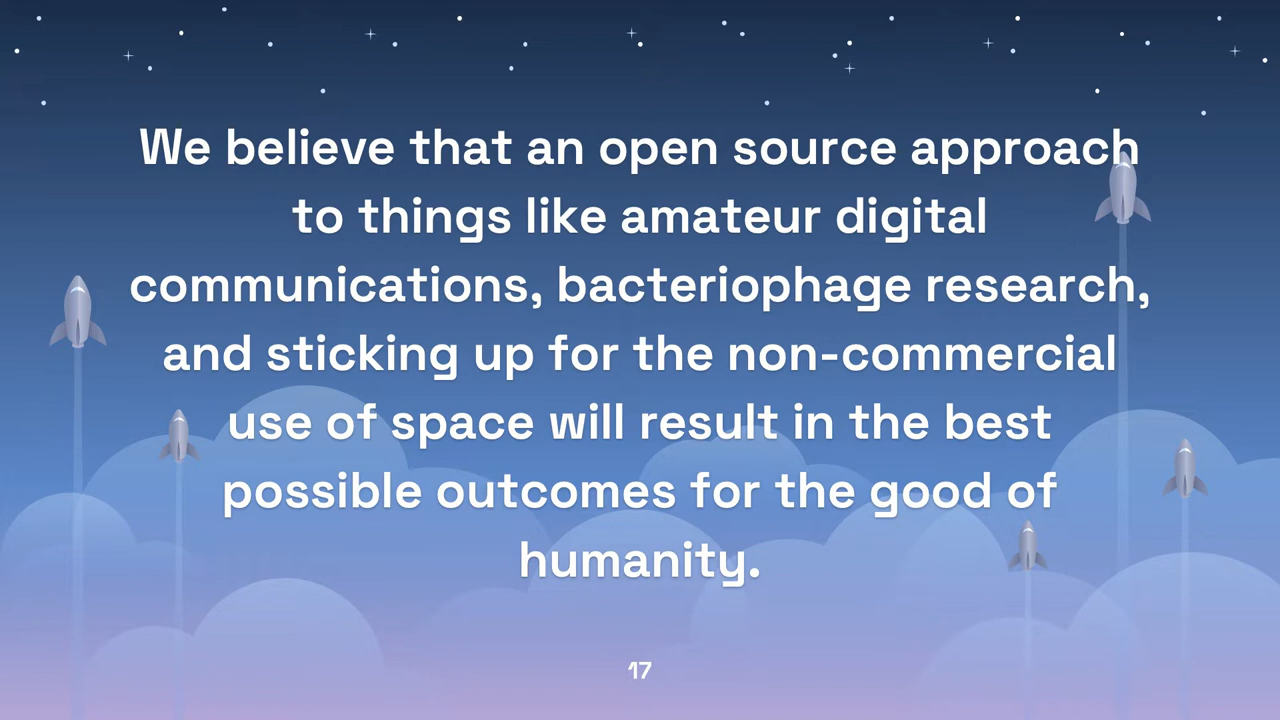 We believe that an open source approach
to things like amateur digital
communications, bacteriophage research,
and sticking up for the non-commercial
use of space will result in the best
possible outcomes for the good of
humanity.
17